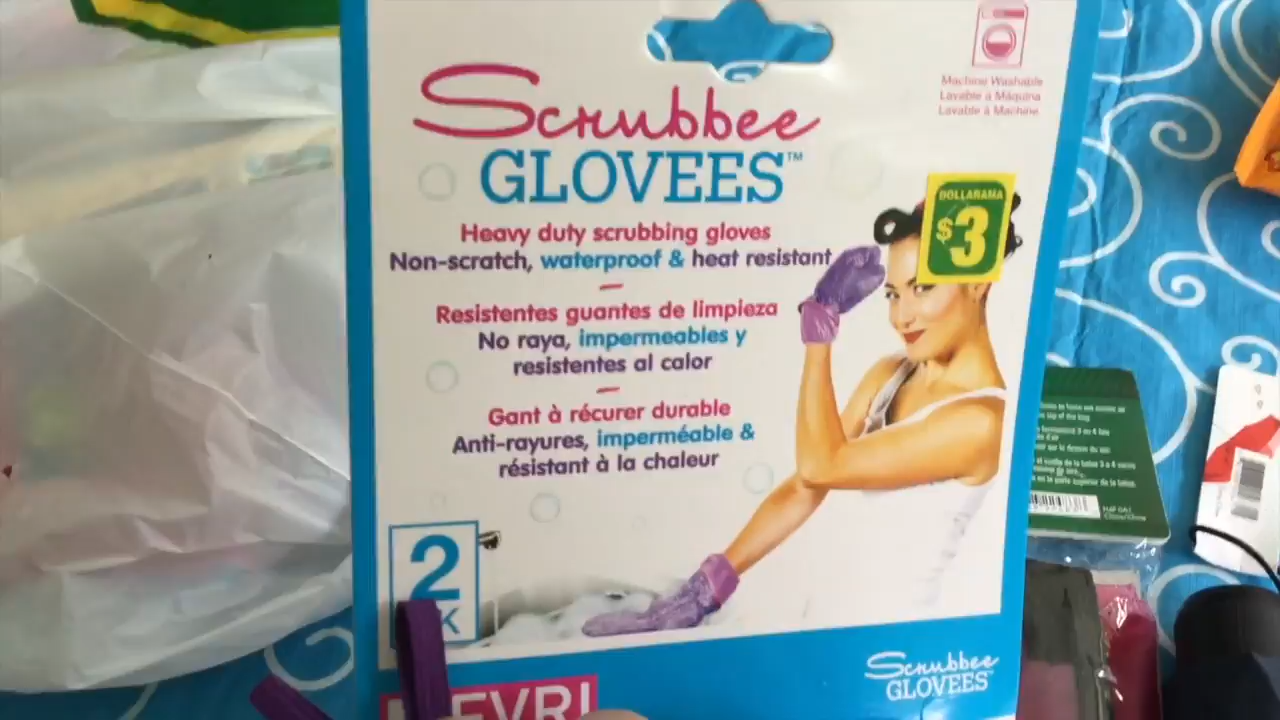 Scrubbee
GLOVEES™
Machine Washable
Lavable a Máquina
Lavable à Machine
DOLLARAMA
$3
Heavy duty scrubbing gloves
Non-scratch, waterproof & heat resistant
Resistentes guantes de limpieza
No raya, impermeables y
resistentes al calor
Gant à récurer durable
Anti-rayures, imperméable &
résistant à la chaleur
2
Scrubbee
GLOVEES™